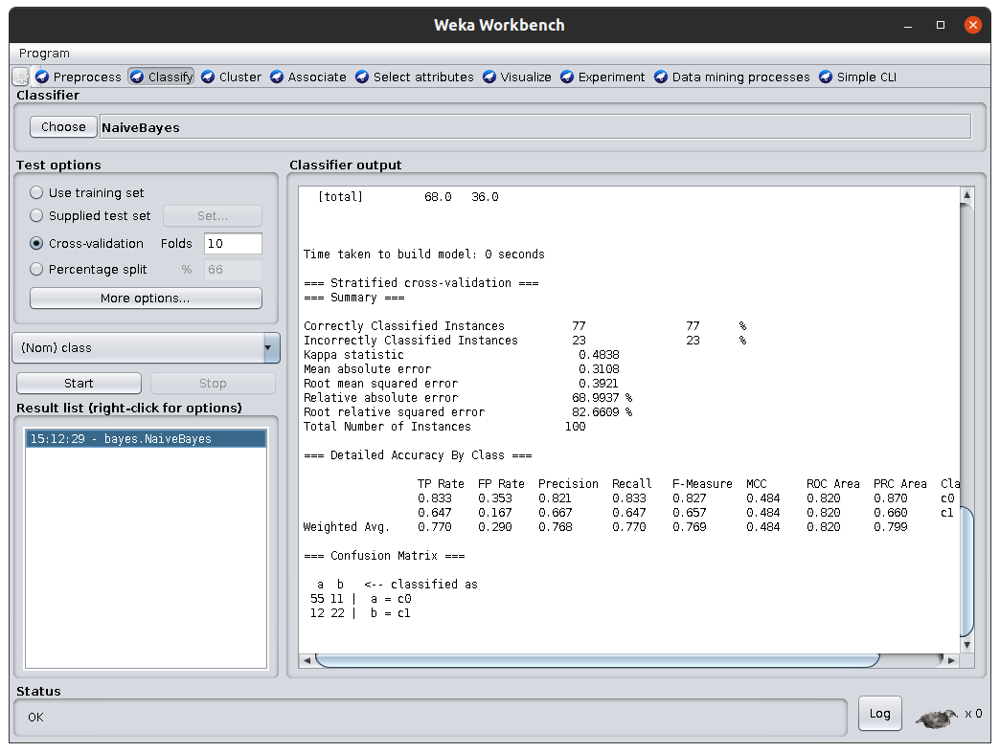 Weka Workbench
Program
Preprocess Classify Cluster Associate Select attributes Visualize Experiment Data mining processes Simple CLI
Classifier
Choose NaiveBayes
Test options
Use training set
Supplied test set Set...
Cross-validation Folds 10
Percentage split % 66
More options...
(Nom) class
Start Stop
Result list (right-click for options)
15:12:29 - bayes.NaiveBayes
Classifier output
[total] 68.0 36.0
Time taken to build model: 0 seconds
=== Stratified cross-validation ===
=== Summary ===
Correctly Classified Instances 77 77 %
Incorrectly Classified Instances 23 23 %
Kappa statistic 0.4838
Mean absolute error 0.3108
Root mean squared error 0.3921
Relative absolute error 68.9937 %
Root relative squared error 82.6609 %
Total Number of Instances 100
=== Detailed Accuracy By Class ===
TP Rate FP Rate Precision Recall F-Measure MCC ROC Area PRC Area Cla
0.833 0.353 0.821 0.833 0.827 0.484 0.820 0.870 c0
0.647 0.167 0.667 0.647 0.657 0.484 0.820 0.660 c1
Weighted Avg. 0.770 0.290 0.768 0.770 0.769 0.484 0.820 0.799
=== Confusion Matrix ===
a b <-- classified as
55 11 | a = c0
12 22 | b = c1
Status
OK
Log x 0